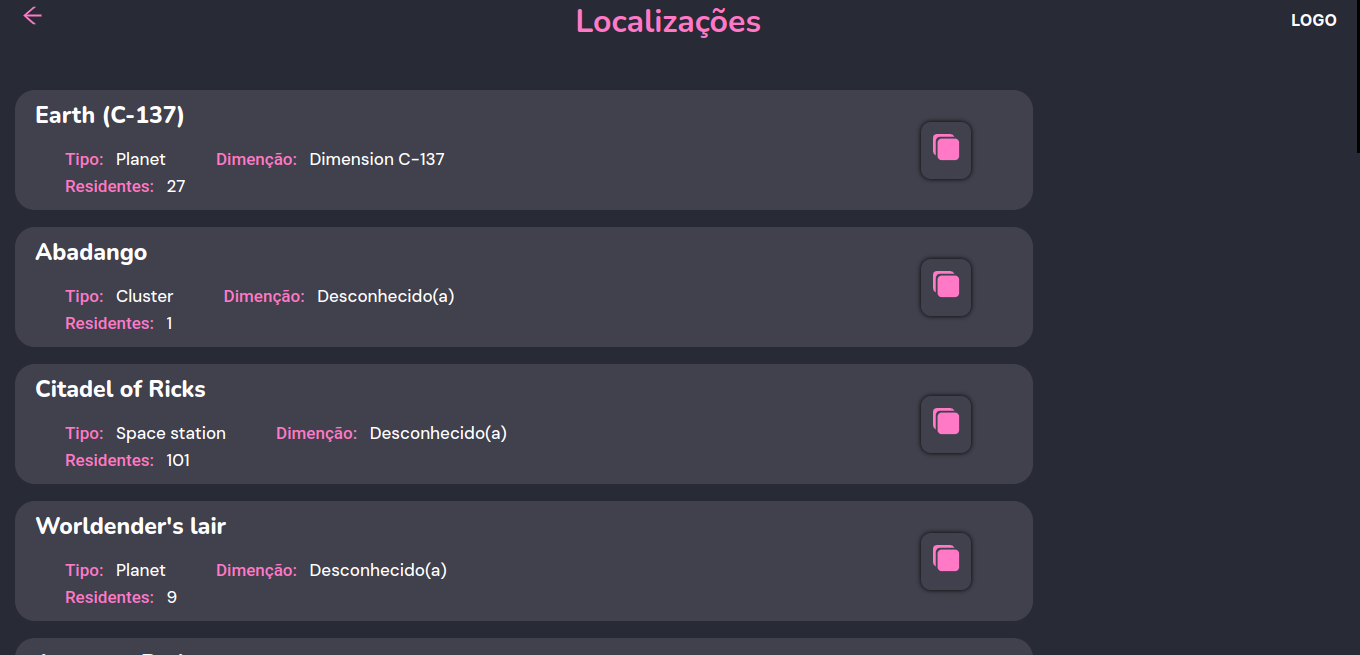 Localizações
LOGO
Earth (C-137)
Tipo: Planet Dimenção: Dimension C-137
Residentes: 27
Abadango
Tipo: Cluster Dimenção: Desconhecido(a)
Residentes: 1
Citadel of Ricks
Tipo: Space station Dimenção: Desconhecido(a)
Residentes: 101
Worldender's lair
Tipo: Planet Dimenção: Desconhecido(a)
Residentes: 9